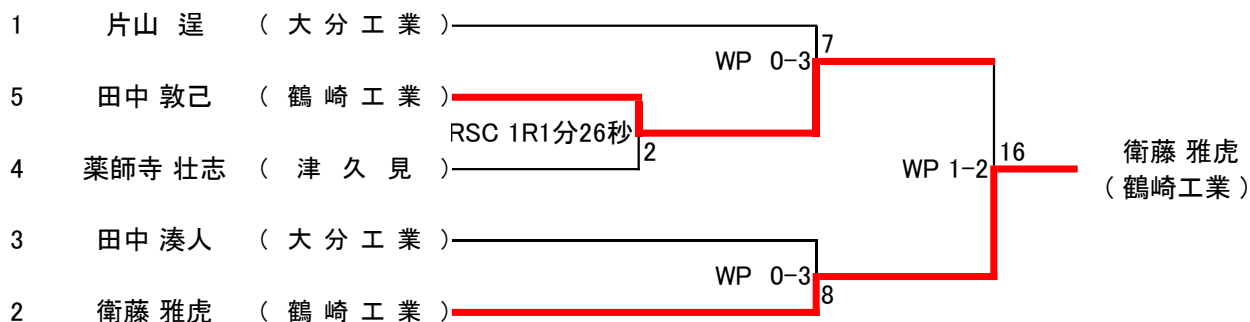 1 片山 逞 ( 大分工業 )
WP 0-3
7
5 田中 敦己 ( 鶴崎工業 )
RSC 1R1分26秒
2
4 薬師寺 壮志 ( 津久見 )
WP 1-2
16
衛藤 雅虎
( 鶴崎工業 )
3 田中 湊人 ( 大分工業 )
WP 0-3
8
2 衛藤 雅虎 ( 鶴崎工業 )